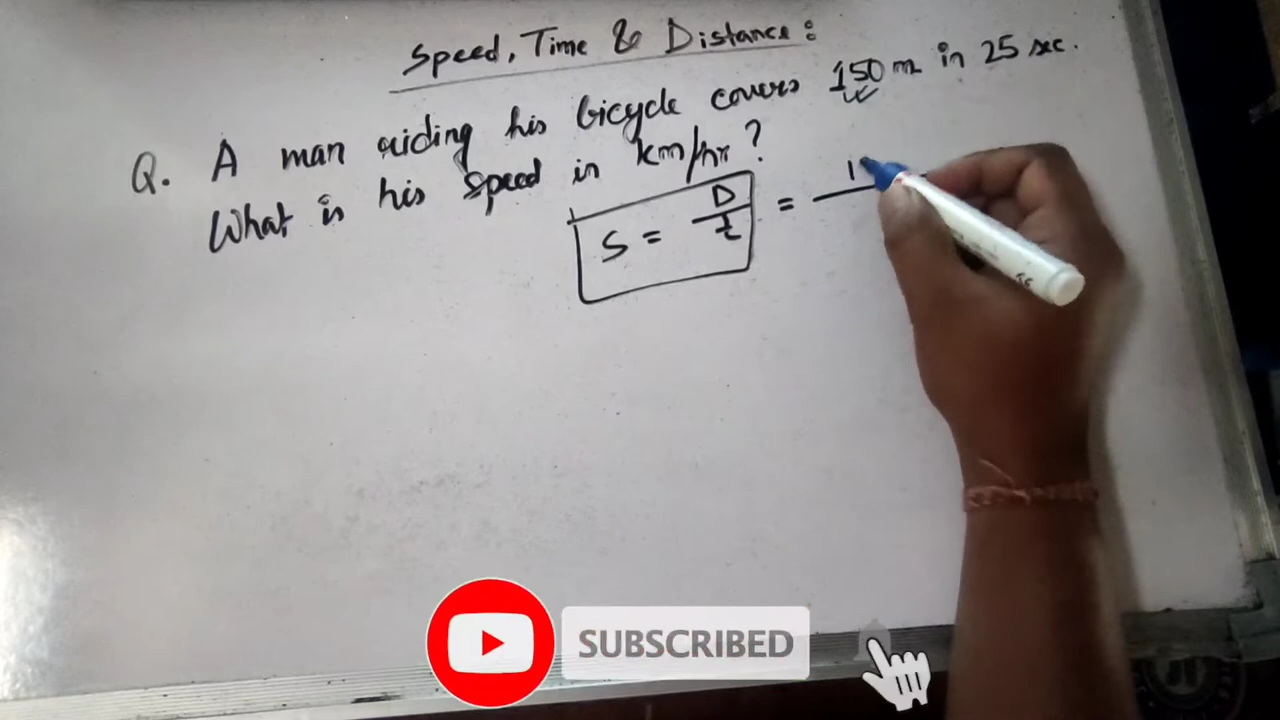 Speed, Time & Distance :
Q. A man riding his bicycle covers 150 m in 25 sec.
What is his speed in km/hr ?
S = D/t = 1
SUBSCRIBED